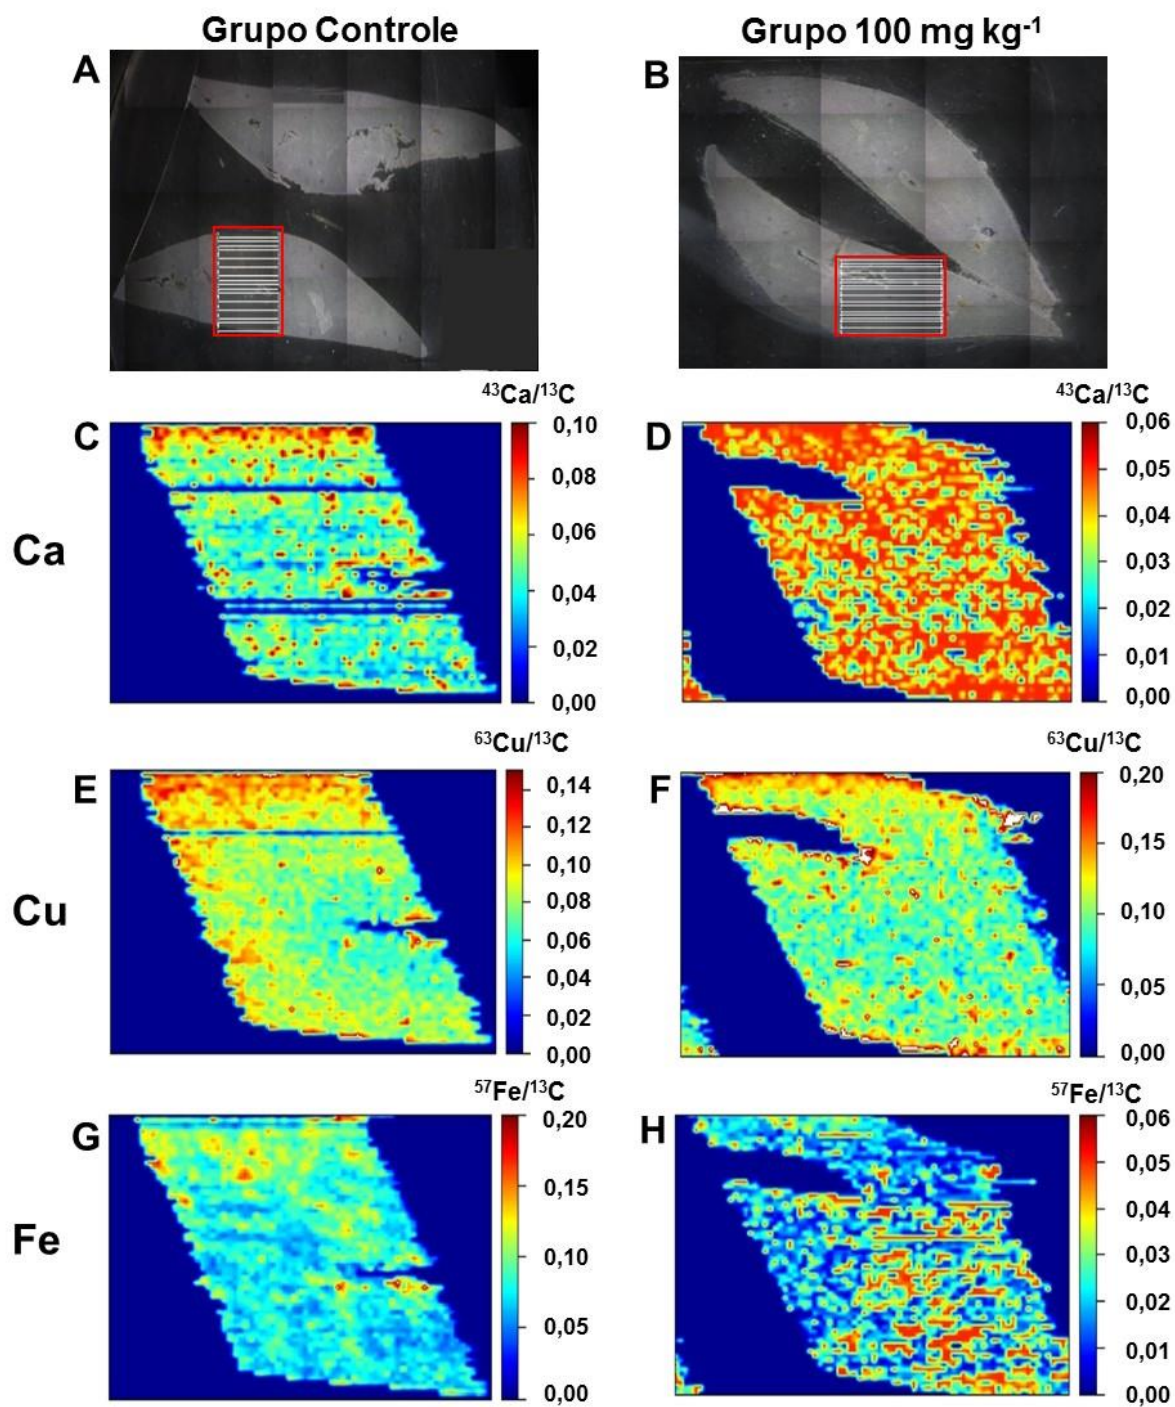 Grupo Controle
Grupo 100 mg kg⁻¹
A
B
⁴³Ca/¹³C
⁴³Ca/¹³C
C
0,10
0,08
0,06
0,04
0,02
0,00
D
0,06
0,05
0,04
0,03
0,02
0,01
0,00
Ca
⁶³Cu/¹³C
⁶³Cu/¹³C
E
0,14
0,12
0,10
0,08
0,06
0,04
0,02
0,00
F
0,20
0,15
0,10
0,05
0,00
Cu
⁵⁷Fe/¹³C
⁵⁷Fe/¹³C
G
0,20
0,15
0,10
0,05
0,00
H
0,06
0,05
0,04
0,03
0,02
0,01
0,00
Fe